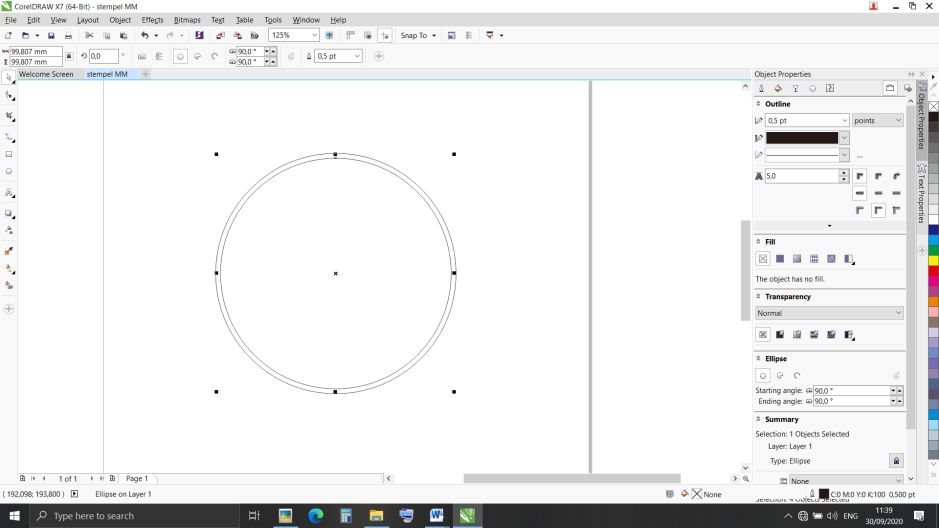 CorelDRAW X7 (64-Bit) - stempel MM
File Edit View Layout Object Effects Bitmaps Text Table Tools Window Help
125% Snap To
99,807 mm
99,807 mm
0,0 °
90,0 °
90,0 °
0,5 pt
Welcome Screen stempel MM
Object Properties
Outline
0,5 pt points
...
5,0
Fill
The object has no fill.
Transparency
Normal
Ellipse
Starting angle: 90,0 °
Ending angle: 90,0 °
Summary
Selection: 1 Objects Selected
Layer: Layer 1
Type: Ellipse
None
Object Properties
Text Properties
1 of 1 Page 1
( 192,098; 193,800 ) Ellipse on Layer 1 None C:0 M:0 Y:0 K:100 0,500 pt
Type here to search
ENG
11:39
30/09/2020